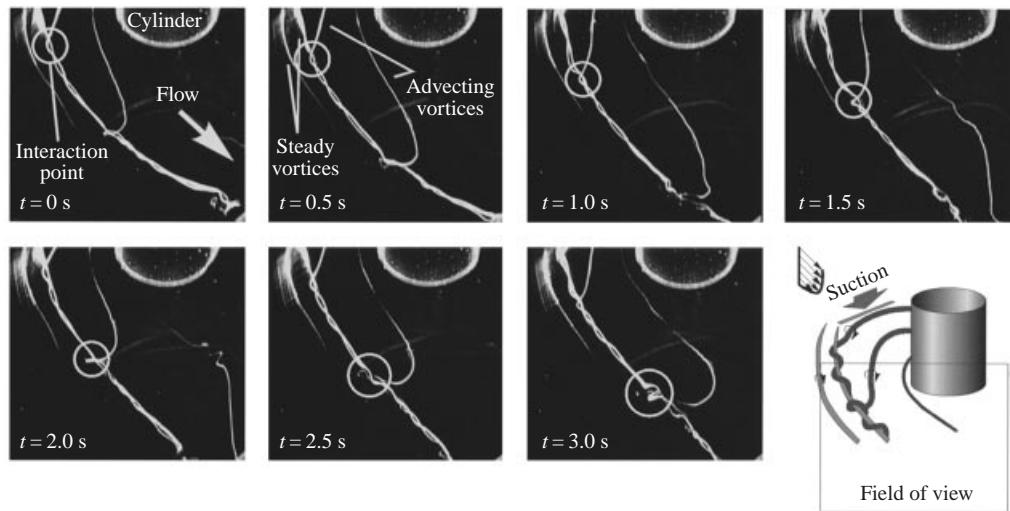 Cylinder
Flow
Interaction
point
t = 0 s
Advecting
vortices
Steady
vortices
t = 0.5 s
t = 1.0 s
t = 1.5 s
t = 2.0 s
t = 2.5 s
t = 3.0 s
Suction
Field of view